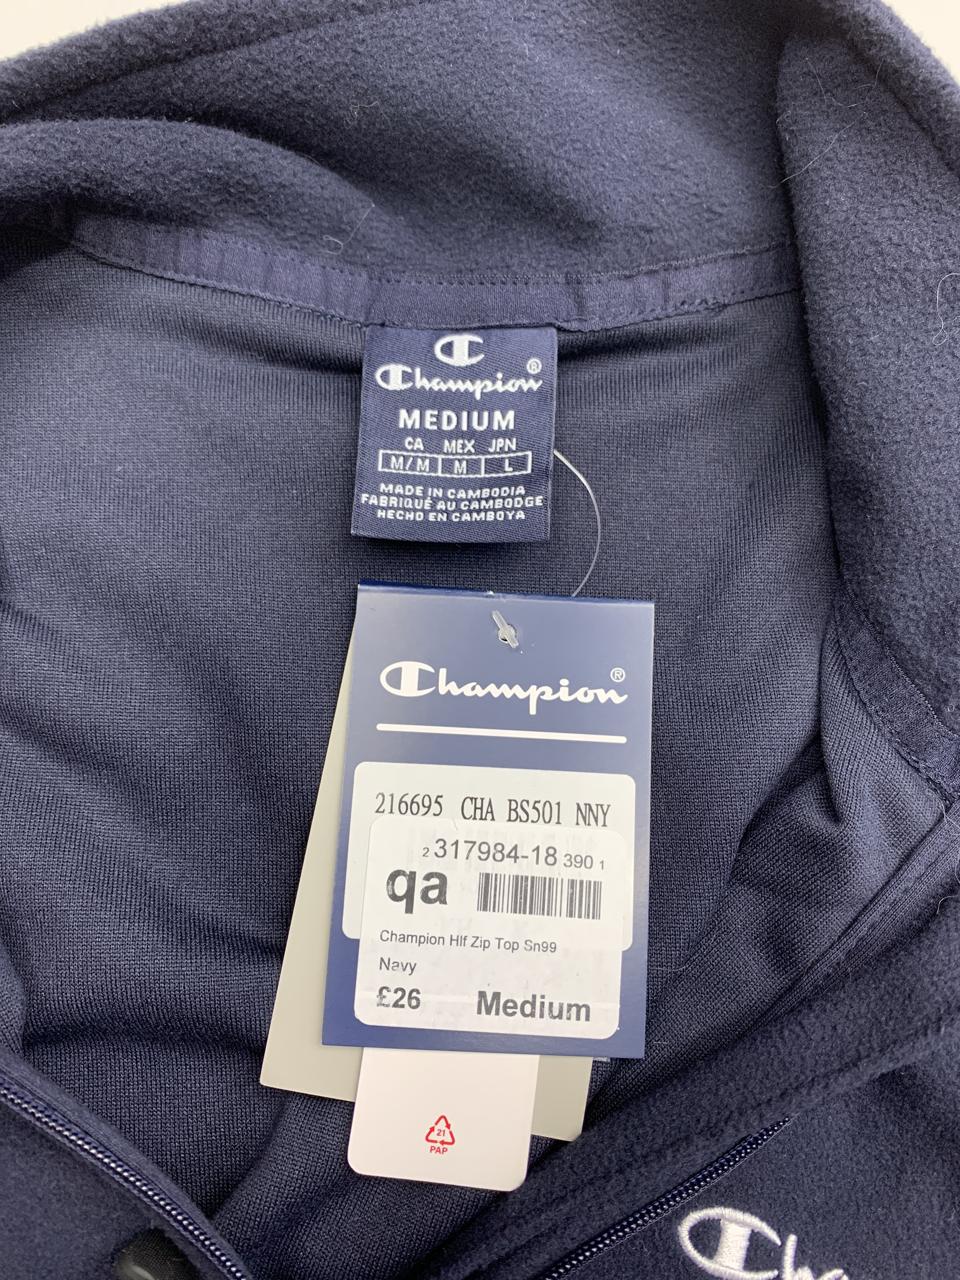 Champion®
MEDIUM
CA MEX JPN
M/M M L
MADE IN CAMBODIA
FABRIQUÉ AU CAMBODGE
HECHO EN CAMBOYA
Champion®
216695 CHA BS501 NNY
2 317984-18 390 1
qa
Champion Hlf Zip Top Sn99
Navy
£26 Medium
21
PAP
Cha